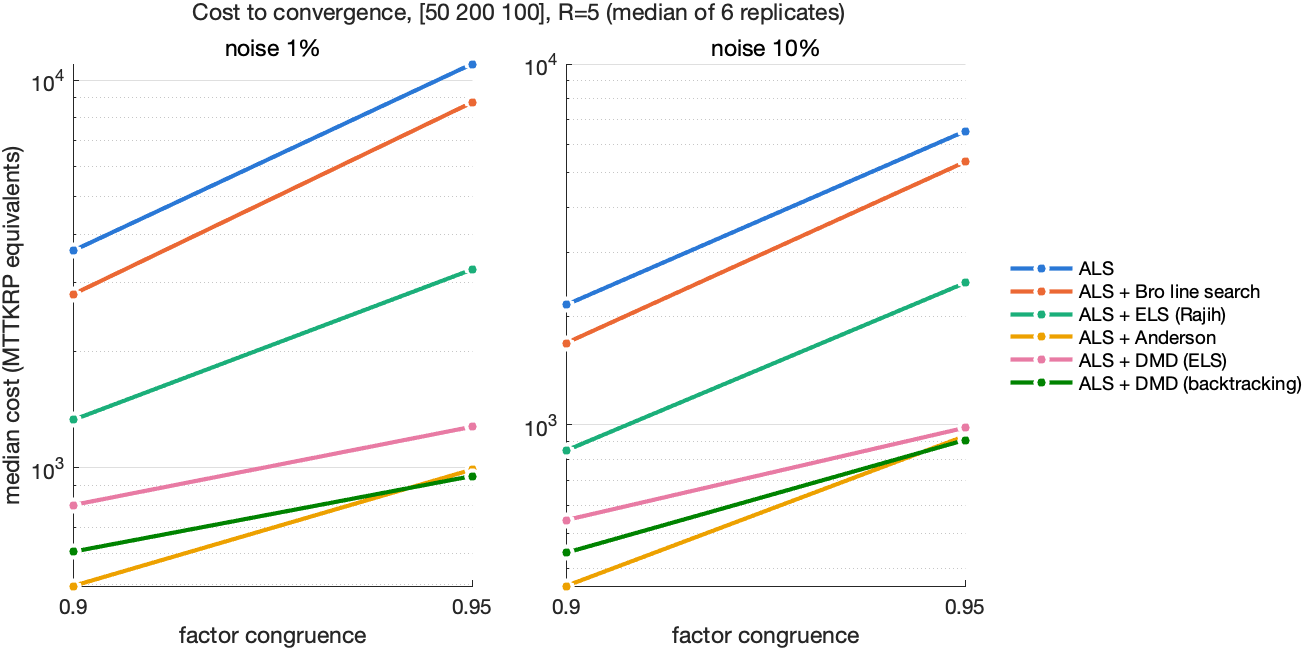 Cost to convergence, [50 200 100], R=5 (median of 6 replicates)
noise 1%
median cost (MTTKRP equivalents)
10^4
10^3
0.9
0.95
factor congruence
noise 10%
10^4
10^3
0.9
0.95
factor congruence
ALS
ALS + Bro line search
ALS + ELS (Rajih)
ALS + Anderson
ALS + DMD (ELS)
ALS + DMD (backtracking)